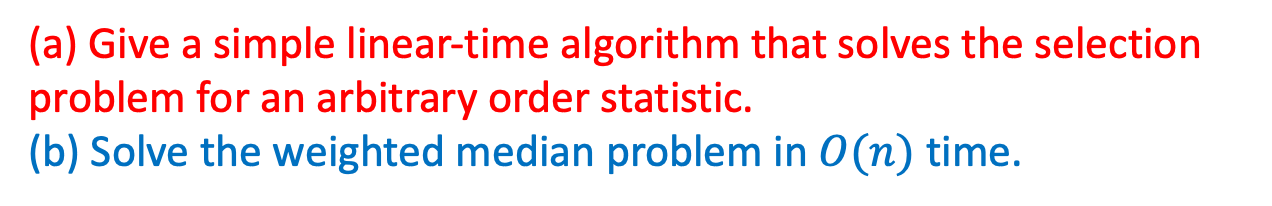 (a) Give a simple linear-time algorithm that solves the selection
problem for an arbitrary order statistic.
(b) Solve the weighted median problem in O(n) time.